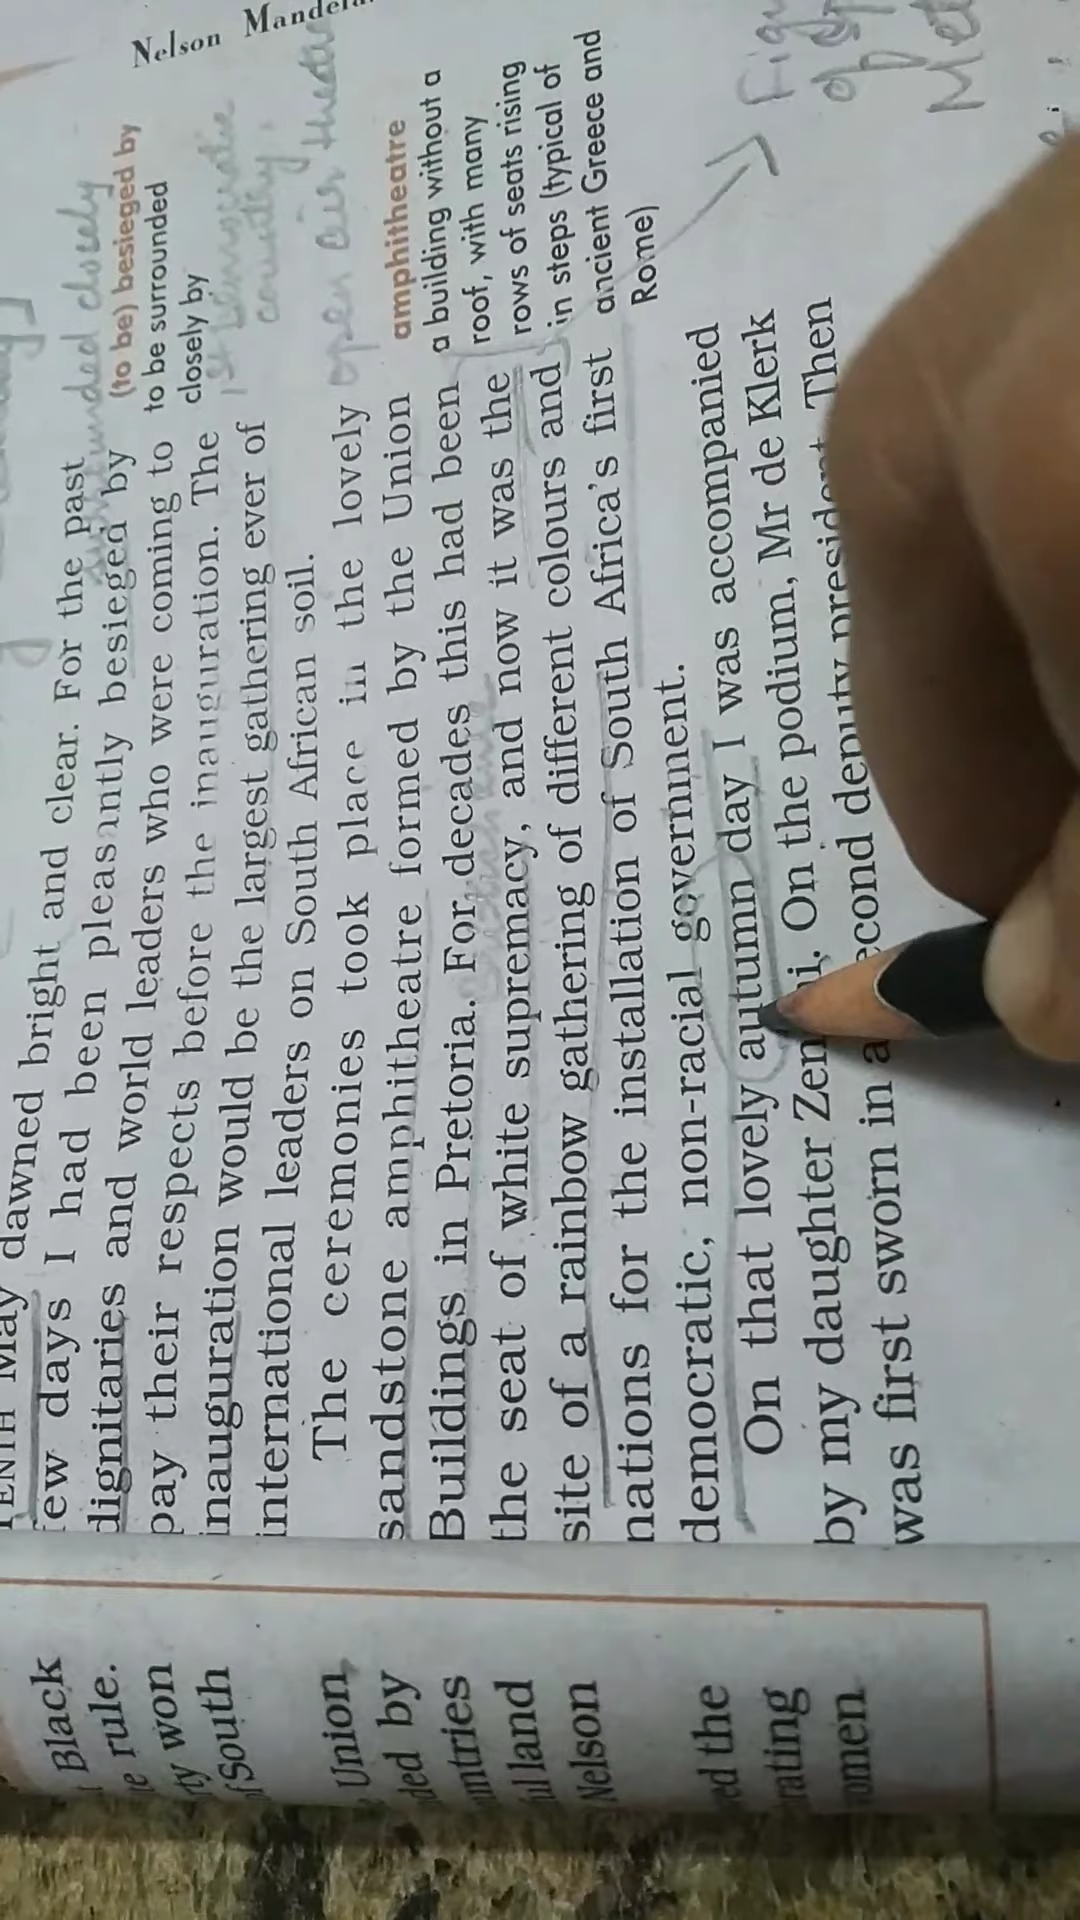 Nelson Mandela
TENTH May dawned bright and clear. For the past
few days I had been pleasantly besieged by
dignitaries and world leaders who were coming to
pay their respects before the inauguration. The
inauguration would be the largest gathering ever of
international leaders on South African soil.
The ceremonies took place in the lovely
sandstone amphitheatre formed by the Union
Buildings in Pretoria. For decades this had been
the seat of white supremacy, and now it was the
site of a rainbow gathering of different colours and
nations for the installation of South Africa's first
democratic, non-racial government.
On that lovely autumn day I was accompanied
by my daughter Zenani. On the podium, Mr de Klerk
was first sworn in a second deputy president. Then
(to be) besieged by
to be surrounded
closely by
amphitheatre
a building without a
roof, with many
rows of seats rising
in steps (typical of
ancient Greece and
Rome)
surrounded closely
1st democratic
country.
open air theatre
Black
rule.
won
South
Union
by
land
Nelson
the